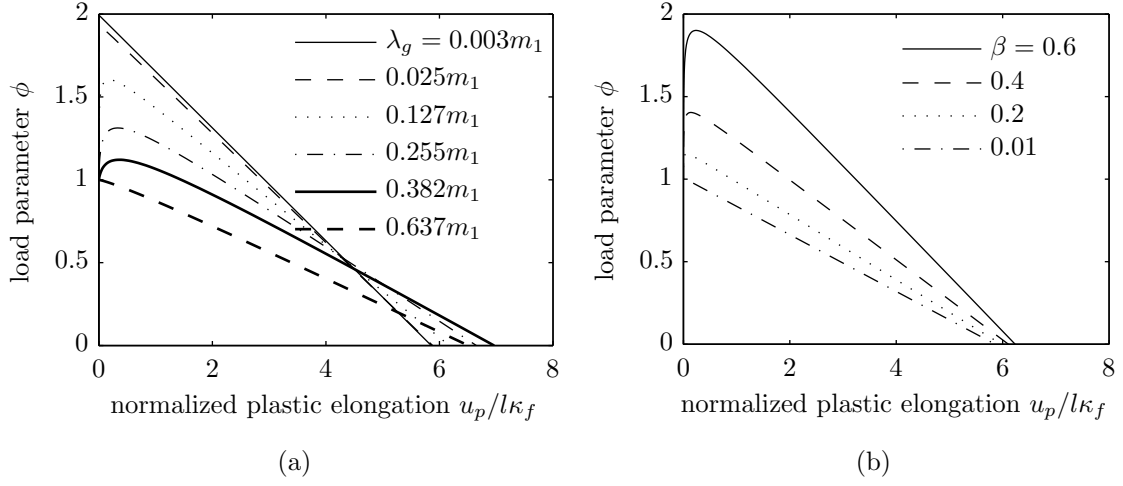 2
1.5
1
0.5
0
0 2 4 6 8
load parameter ϕ
normalized plastic elongation u_p/lκ_f
λ_g = 0.003m_1
0.025m_1
0.127m_1
0.255m_1
0.382m_1
0.637m_1
(a)
2
1.5
1
0.5
0
0 2 4 6 8
load parameter ϕ
normalized plastic elongation u_p/lκ_f
β = 0.6
0.4
0.2
0.01
(b)